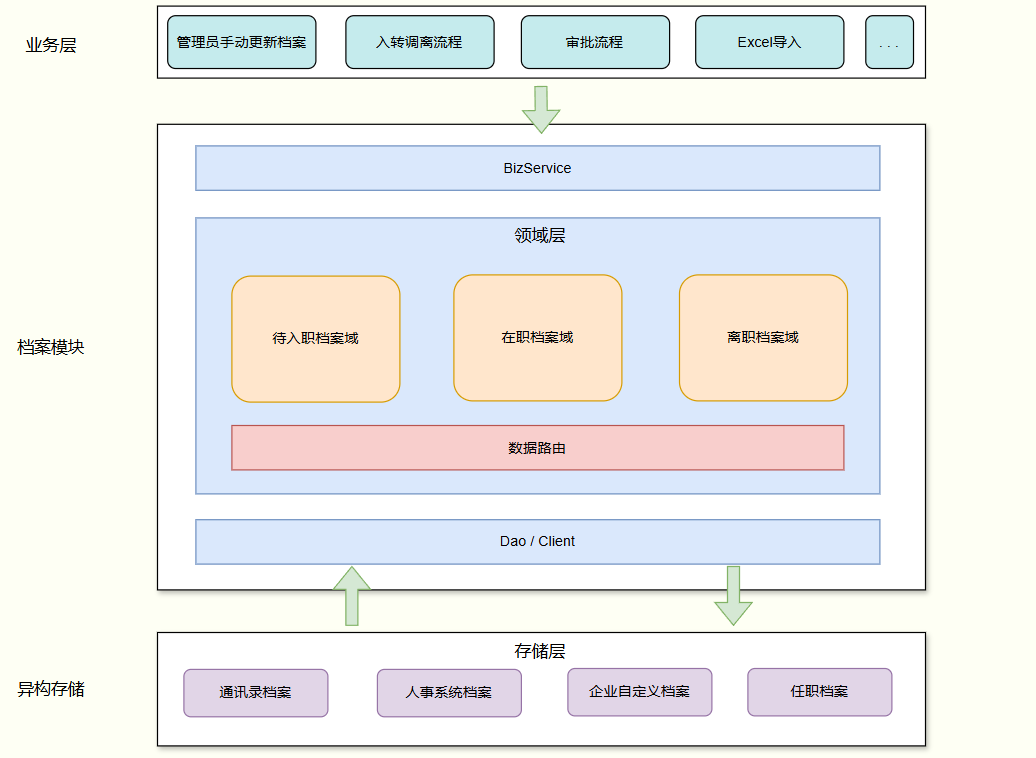 业务层
管理员手动更新档案
入转调离流程
审批流程
Excel导入
...
BizService
档案模块
领域层
待入职档案域
在职档案域
离职档案域
数据路由
Dao / Client
异构存储
存储层
通讯录档案
人事系统档案
企业自定义档案
任职档案